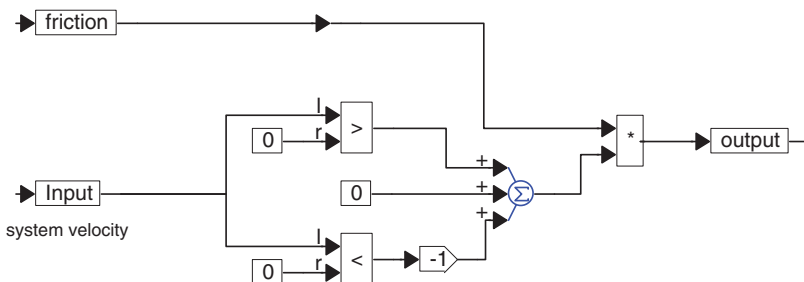 friction
l
>
0
r
*
output
+
Input
0
+
Σ
system velocity
+
l
<
-1
0
r